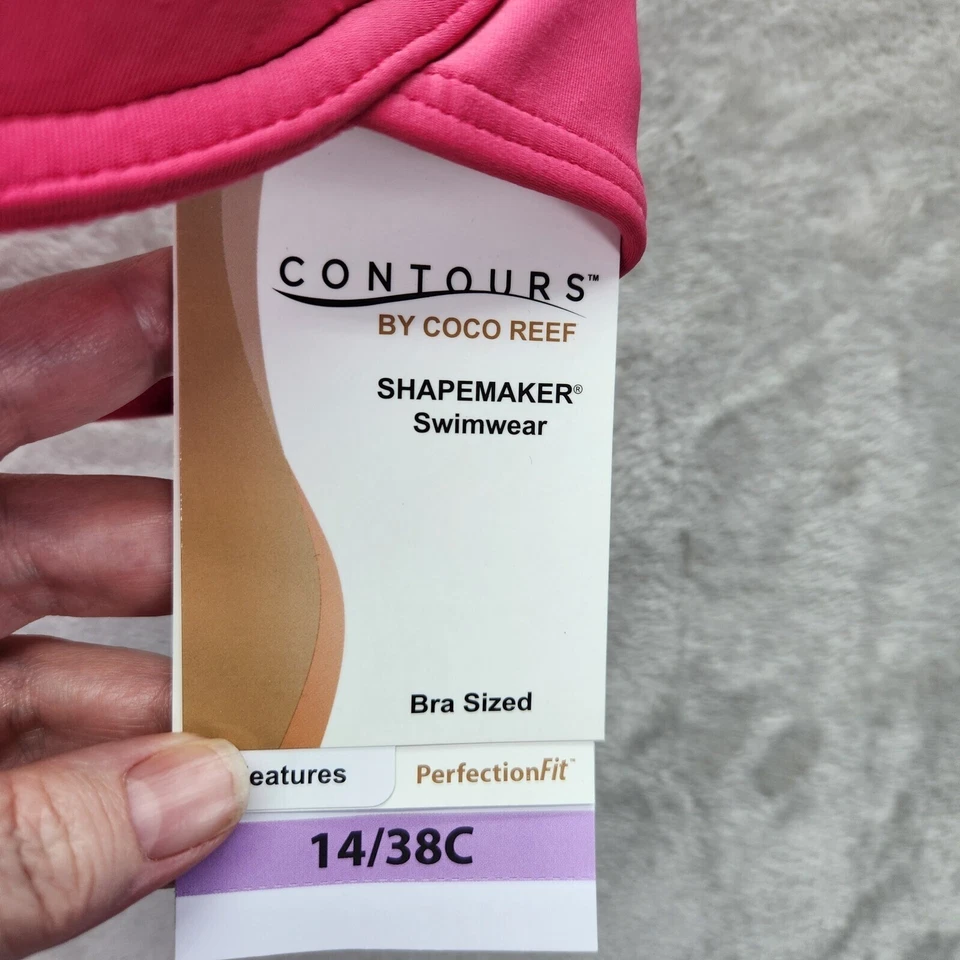 CONTOURS™
BY COCO REEF
SHAPEMAKER®
Swimwear
Bra Sized
eatures
PerfectionFit™
14/38C